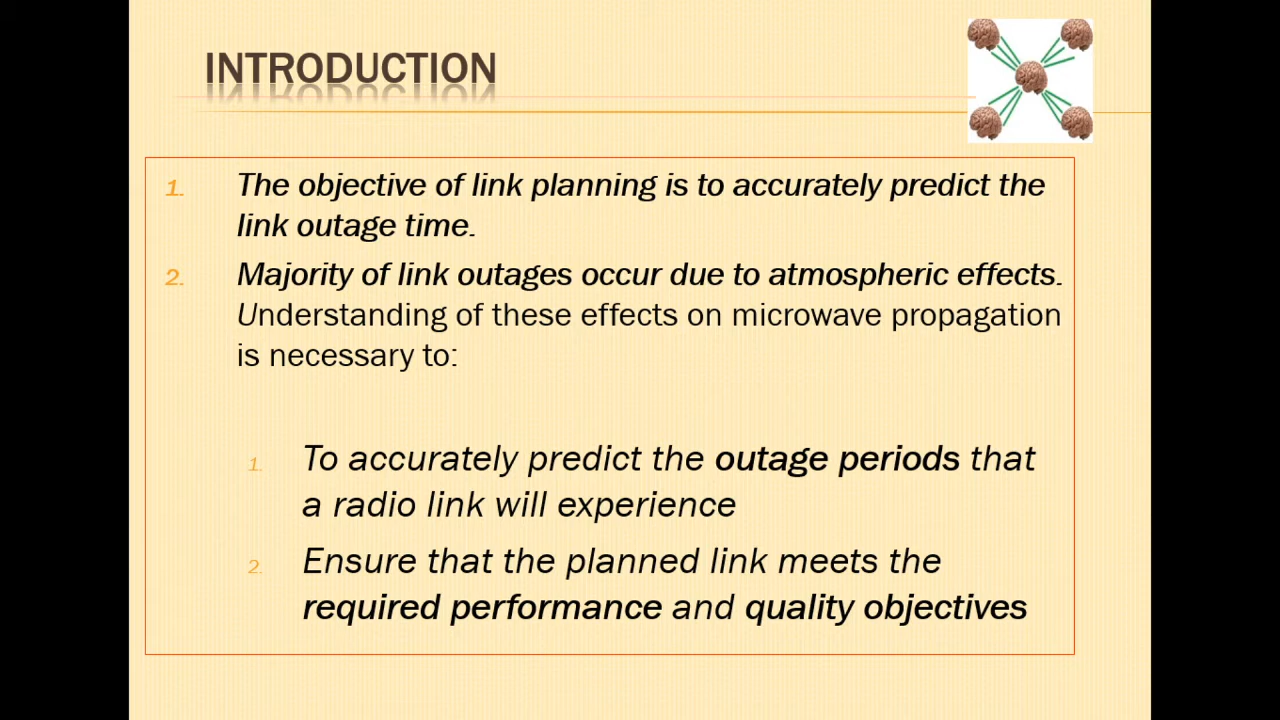 INTRODUCTION
1. The objective of link planning is to accurately predict the
link outage time.
2. Majority of link outages occur due to atmospheric effects.
Understanding of these effects on microwave propagation
is necessary to:
1. To accurately predict the outage periods that
a radio link will experience
2. Ensure that the planned link meets the
required performance and quality objectives